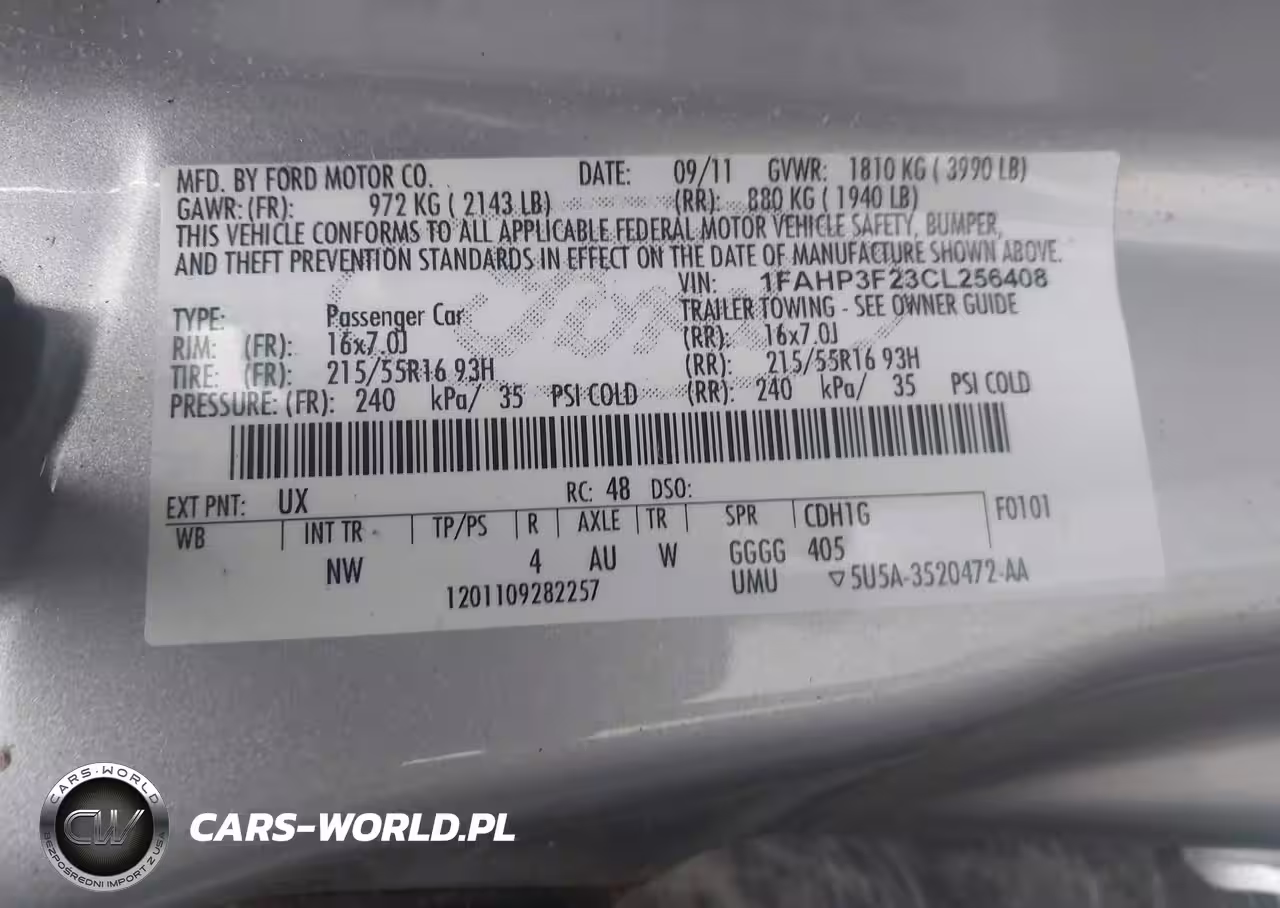 MFD. BY FORD MOTOR CO. DATE: 09/11 GVWR: 1810 KG ( 3990 LB)
GAWR: (FR): 972 KG ( 2143 LB) (RR): 880 KG ( 1940 LB)
THIS VEHICLE CONFORMS TO ALL APPLICABLE FEDERAL MOTOR VEHICLE SAFETY, BUMPER,
AND THEFT PREVENTION STANDARDS IN EFFECT ON THE DATE OF MANUFACTURE SHOWN ABOVE.
VIN: 1FAHP3F23CL256408
TYPE: Passenger Car TRAILER TOWING - SEE OWNER GUIDE
RIM: (FR): 16x7.0J (RR): 16x7.0J
TIRE: (FR): 215/55R16 93H (RR): 215/55R16 93H
PRESSURE: (FR): 240 kPa/ 35 PSI COLD (RR): 240 kPa/ 35 PSI COLD
EXT PNT: UX RC: 48 DSO:
WB INT TR TP/PS R AXLE TR SPR CDH1G F0101
NW 4 AU W GGGG 405
1201109282257 UMU ▽5U5A-3520472-AA
CARS-WORLD
CW
BEZPOŚREDNI IMPORT Z USA
CARS-WORLD.PL